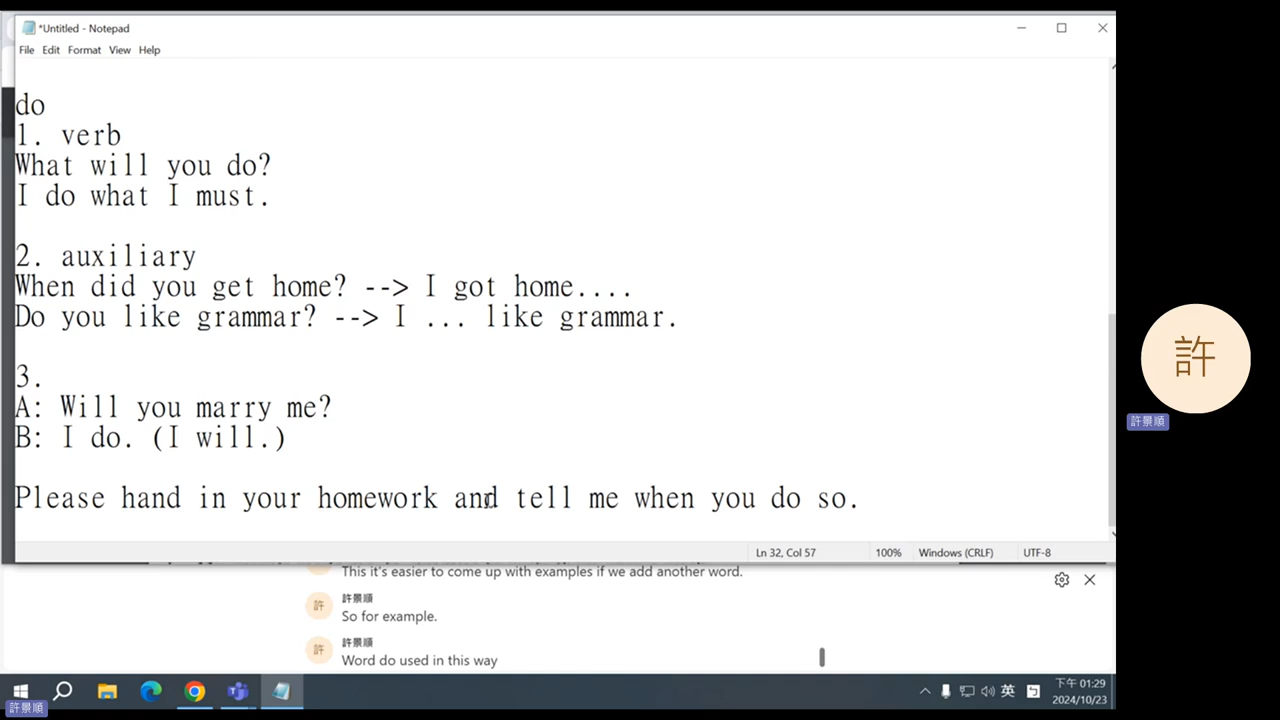 *Untitled - Notepad
File Edit Format View Help
do
1. verb
What will you do?
I do what I must.
2. auxiliary
When did you get home? --> I got home....
Do you like grammar? --> I ... like grammar.
3.
A: Will you marry me?
B: I do. (I will.)
Please hand in your homework and tell me when you do so.
Ln 32, Col 57 100% Windows (CRLF) UTF-8
This it's easier to come up with examples if we add another word.
許 許景順
So for example.
許 許景順
Word do used in this way
許
許景順
英 下午 01:29
2024/10/23
許景順